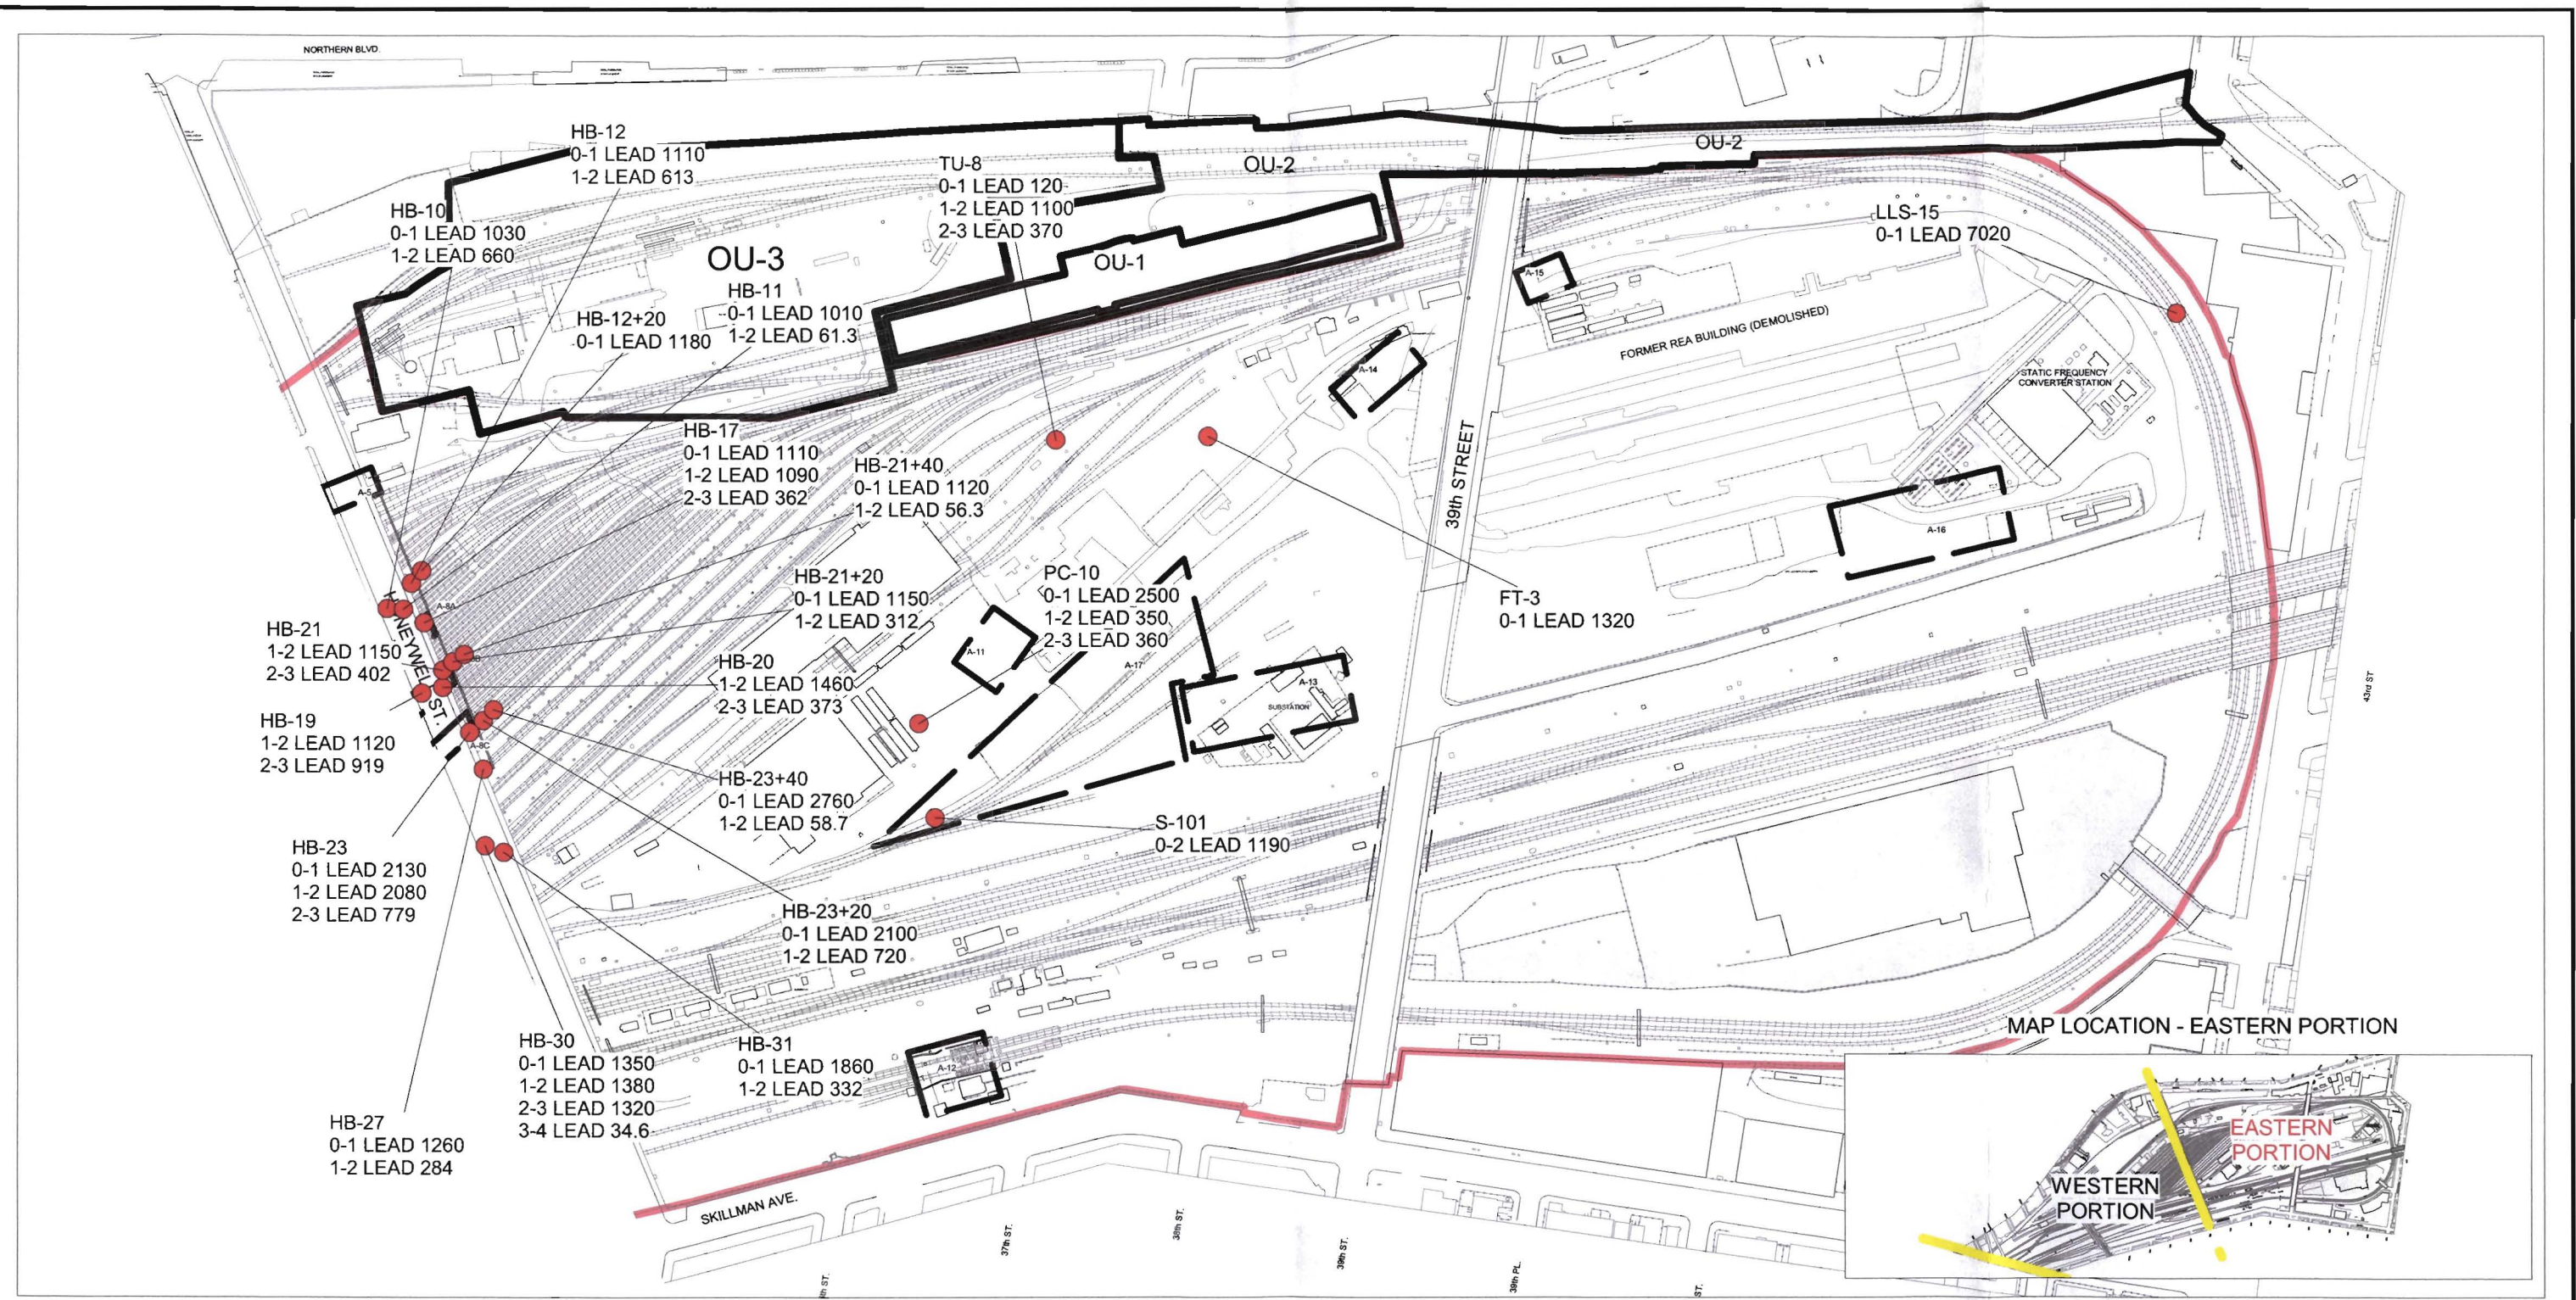 NORTHERN BLVD.
HB-12
0-1 LEAD 1110
1-2 LEAD 613
HB-10
0-1 LEAD 1030
1-2 LEAD 660
TU-8
0-1 LEAD 120
1-2 LEAD 1100
2-3 LEAD 370
OU-2
OU-2
LLS-15
0-1 LEAD 7020
OU-3
OU-1
HB-11
0-1 LEAD 1010
1-2 LEAD 61.3
HB-12+20
0-1 LEAD 1180
A-15
FORMER REA BUILDING (DEMOLISHED)
A-14
STATIC FREQUENCY
CONVERTER STATION
HB-17
0-1 LEAD 1110
1-2 LEAD 1090
2-3 LEAD 362
HB-21+40
0-1 LEAD 1120
1-2 LEAD 56.3
39th STREET
A-5
A-16
HB-21+20
0-1 LEAD 1150
1-2 LEAD 312
PC-10
0-1 LEAD 2500
1-2 LEAD 350
2-3 LEAD 360
FT-3
0-1 LEAD 1320
A-8A
HB-21
1-2 LEAD 1150
2-3 LEAD 402
A-11
A-17
A-13
SUBSTATION
43rd ST
HB-20
1-2 LEAD 1460
2-3 LEAD 373
HB-19
1-2 LEAD 1120
2-3 LEAD 919
A-8C
HB-23+40
0-1 LEAD 2760
1-2 LEAD 58.7
S-101
0-2 LEAD 1190
HB-23
0-1 LEAD 2130
1-2 LEAD 2080
2-3 LEAD 779
HB-23+20
0-1 LEAD 2100
1-2 LEAD 720
HB-30
0-1 LEAD 1350
1-2 LEAD 1380
2-3 LEAD 1320
3-4 LEAD 34.6
HB-31
0-1 LEAD 1860
1-2 LEAD 332
A-12
HB-27
0-1 LEAD 1260
1-2 LEAD 284
MAP LOCATION - EASTERN PORTION
EASTERN
PORTION
WESTERN
PORTION
SKILLMAN AVE.
37th ST.
38th ST.
39th ST.
39th PL.
ST.